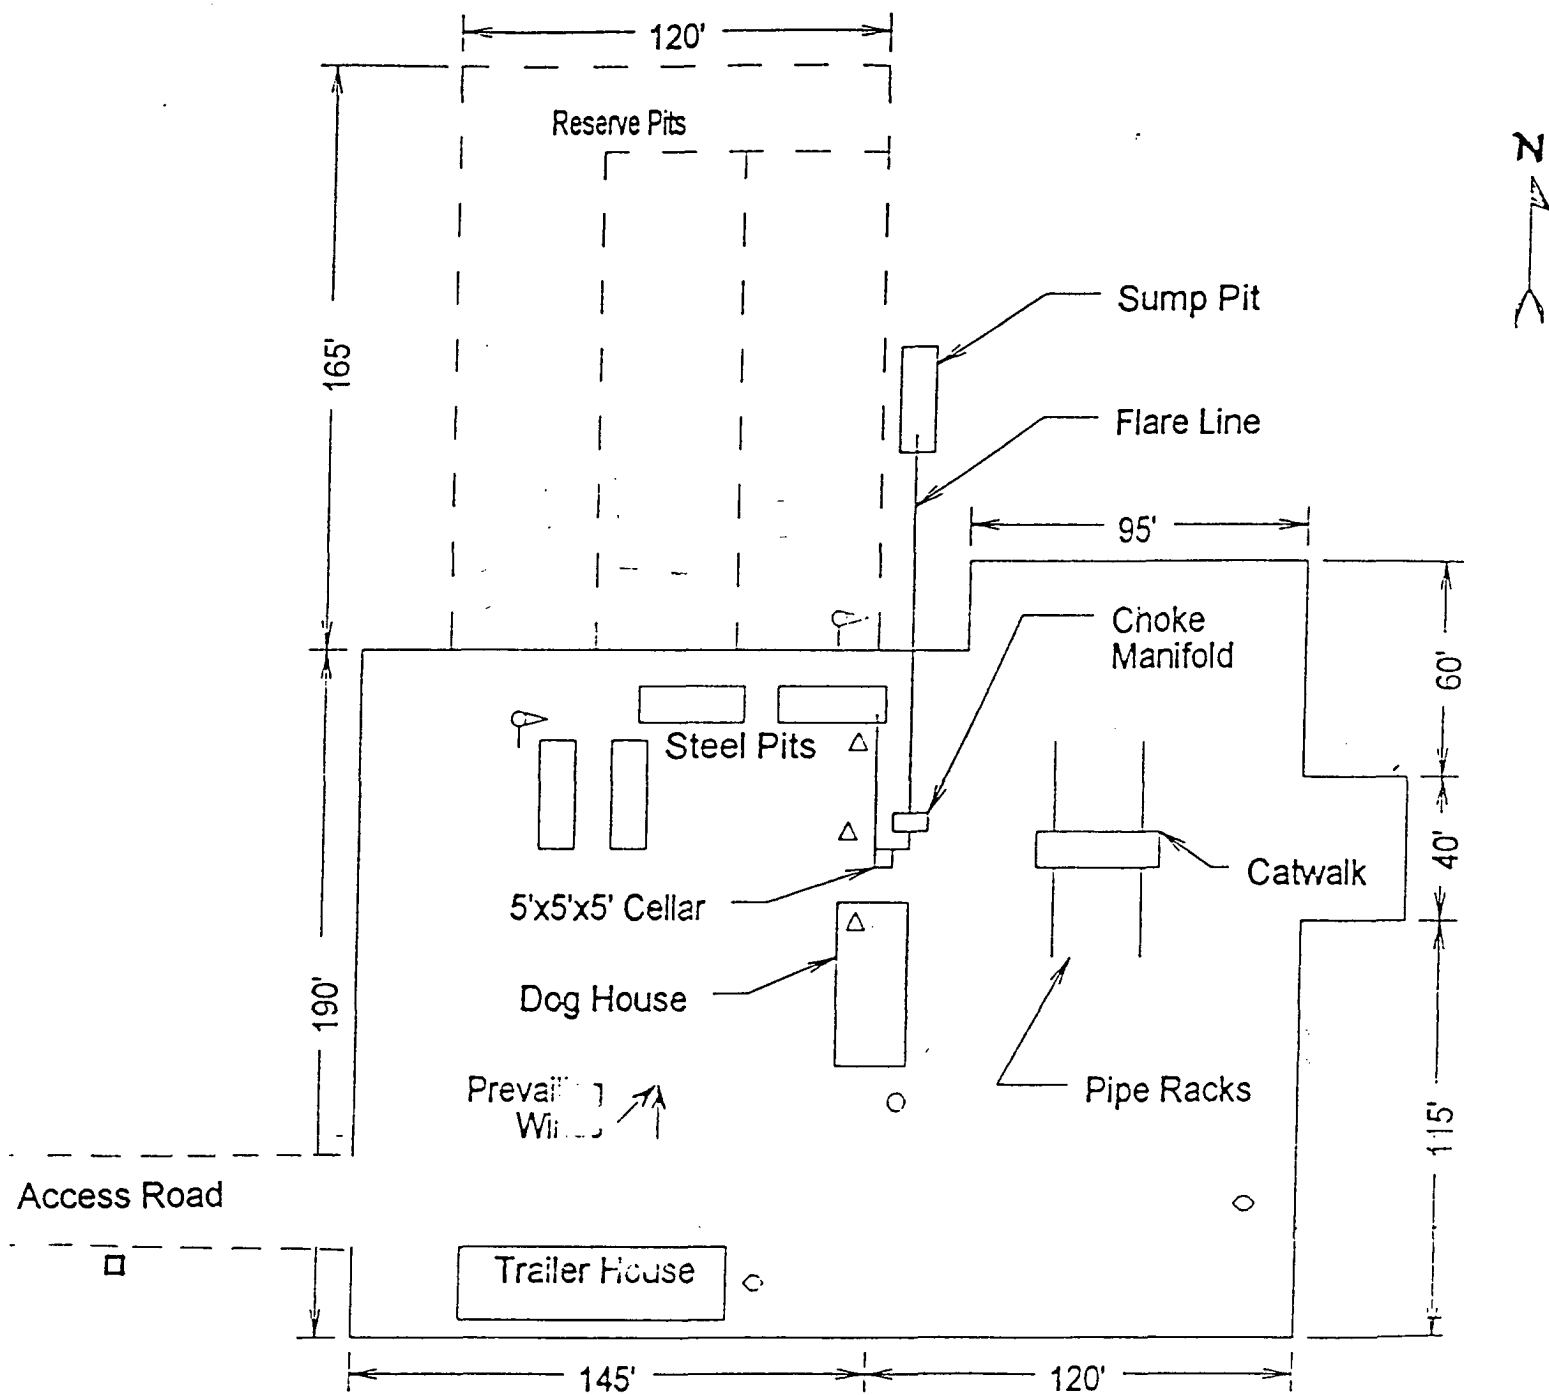 120'
Reserve Pits
N
Sump Pit
165'
Flare Line
95'
Choke
Manifold
60'
Steel Pits
40'
Catwalk
5'x5'x5' Cellar
190'
Dog House
Pipe Racks
115'
Access Road
Trailer House
145'
120'